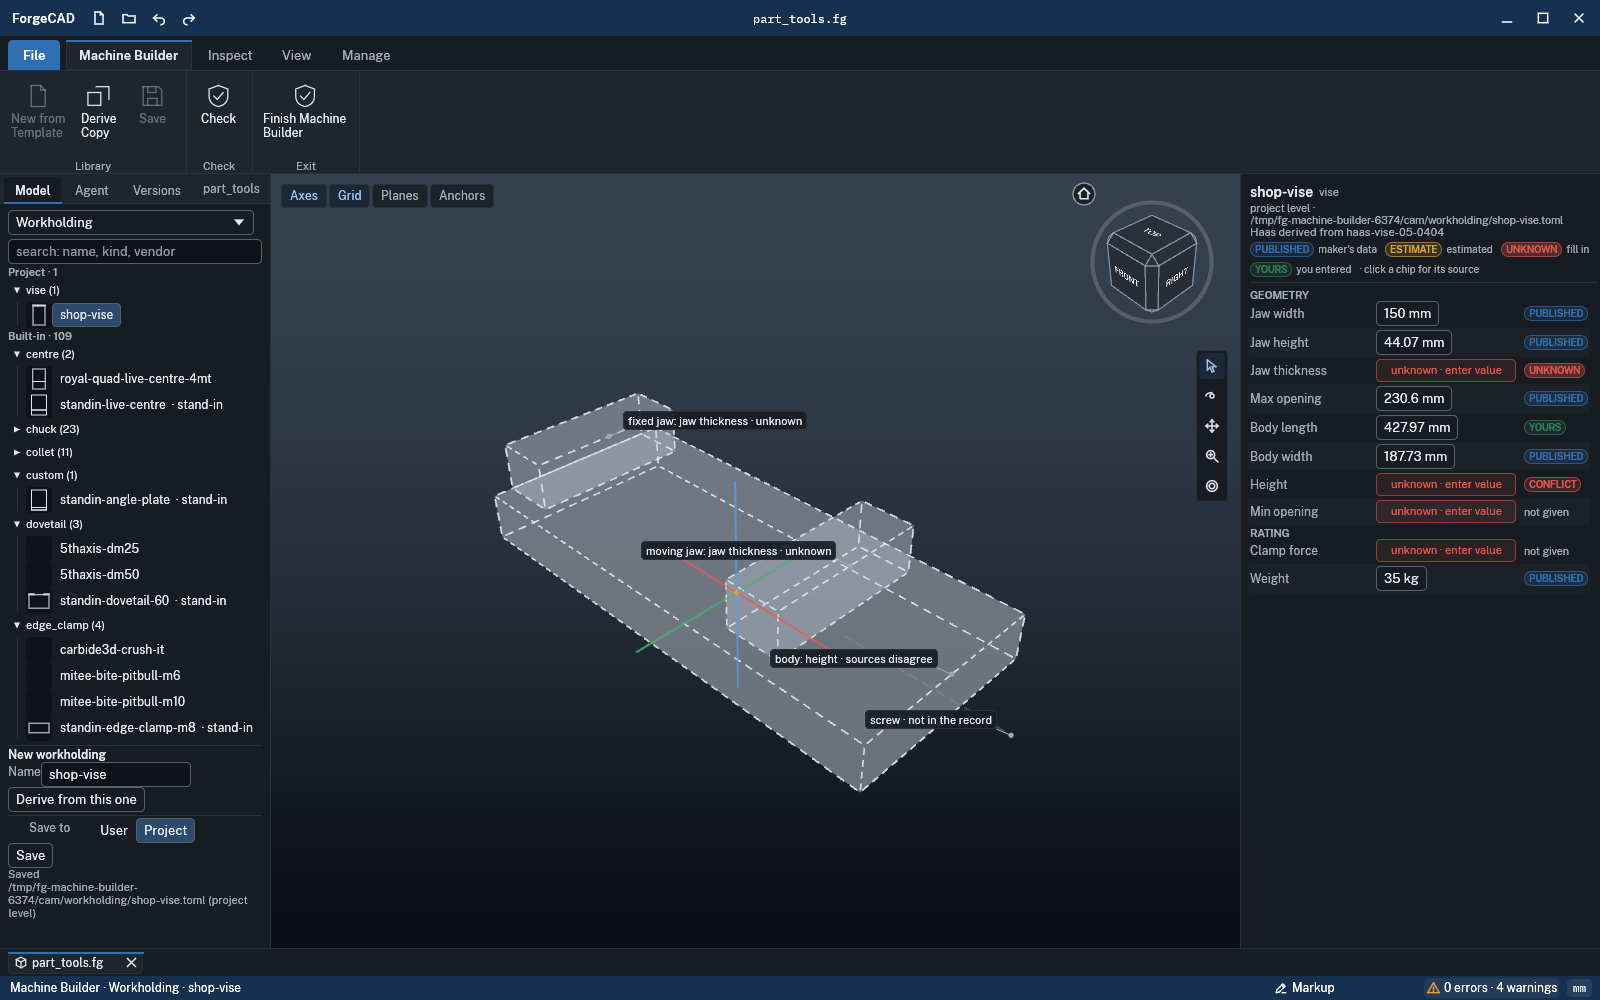 ForgeCAD
part_tools.fg
File
Machine Builder
Inspect
View
Manage
New from Template
Derive Copy
Save
Check
Finish Machine Builder
Library
Check
Exit
Model
Agent
Versions
part_tools
Workholding
search: name, kind, vendor
Project · 1
vise (1)
shop-vise
Built-in · 109
centre (2)
royal-quad-live-centre-4mt
standin-live-centre · stand-in
chuck (23)
collet (11)
custom (1)
standin-angle-plate · stand-in
dovetail (3)
5thaxis-dm25
5thaxis-dm50
standin-dovetail-60 · stand-in
edge_clamp (4)
carbide3d-crush-it
mitee-bite-pitbull-m6
mitee-bite-pitbull-m10
standin-edge-clamp-m8 · stand-in
New workholding
Name shop-vise
Derive from this one
Save to User Project
Save
Saved
/tmp/fg-machine-builder-
6374/cam/workholding/shop-vise.toml (project
level)
Axes
Grid
Planes
Anchors
TOP
FRONT
RIGHT
fixed jaw: jaw thickness · unknown
moving jaw: jaw thickness · unknown
body: height · sources disagree
screw · not in the record
shop-vise vise
project level ·
/tmp/fg-machine-builder-6374/cam/workholding/shop-vise.toml
Haas derived from haas-vise-05-0404
PUBLISHED maker's data ESTIMATE estimated UNKNOWN fill in
YOURS you entered · click a chip for its source
GEOMETRY
Jaw width 150 mm PUBLISHED
Jaw height 44.07 mm PUBLISHED
Jaw thickness unknown · enter value UNKNOWN
Max opening 230.6 mm PUBLISHED
Body length 427.97 mm YOURS
Body width 187.73 mm PUBLISHED
Height unknown · enter value CONFLICT
Min opening unknown · enter value not given
RATING
Clamp force unknown · enter value not given
Weight 35 kg PUBLISHED
part_tools.fg
Machine Builder · Workholding · shop-vise
Markup
0 errors · 4 warnings
mm